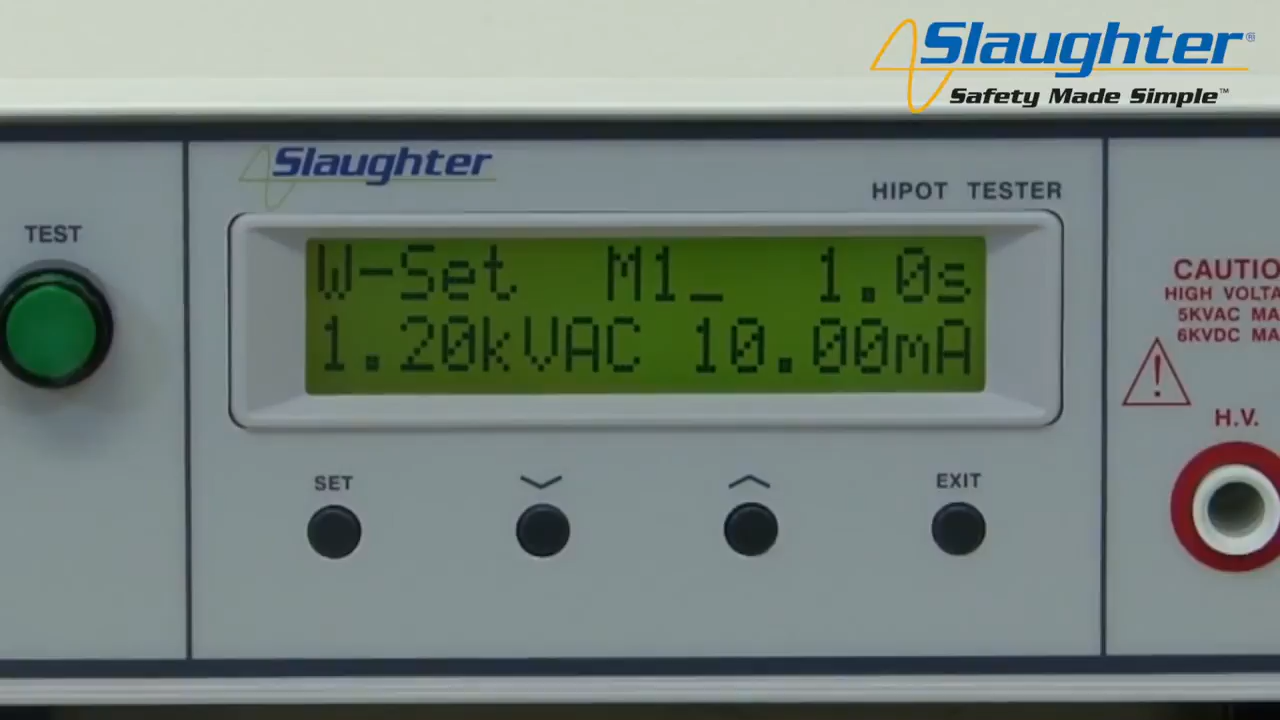 Slaughter®
Safety Made Simple™
Slaughter
HIPOT TESTER
TEST
W-Set M1_ 1.0s
1.20kVAC 10.00mA
CAUTIO
HIGH VOLTA
5KVAC MA
6KVDC MA
H.V.
SET
EXIT